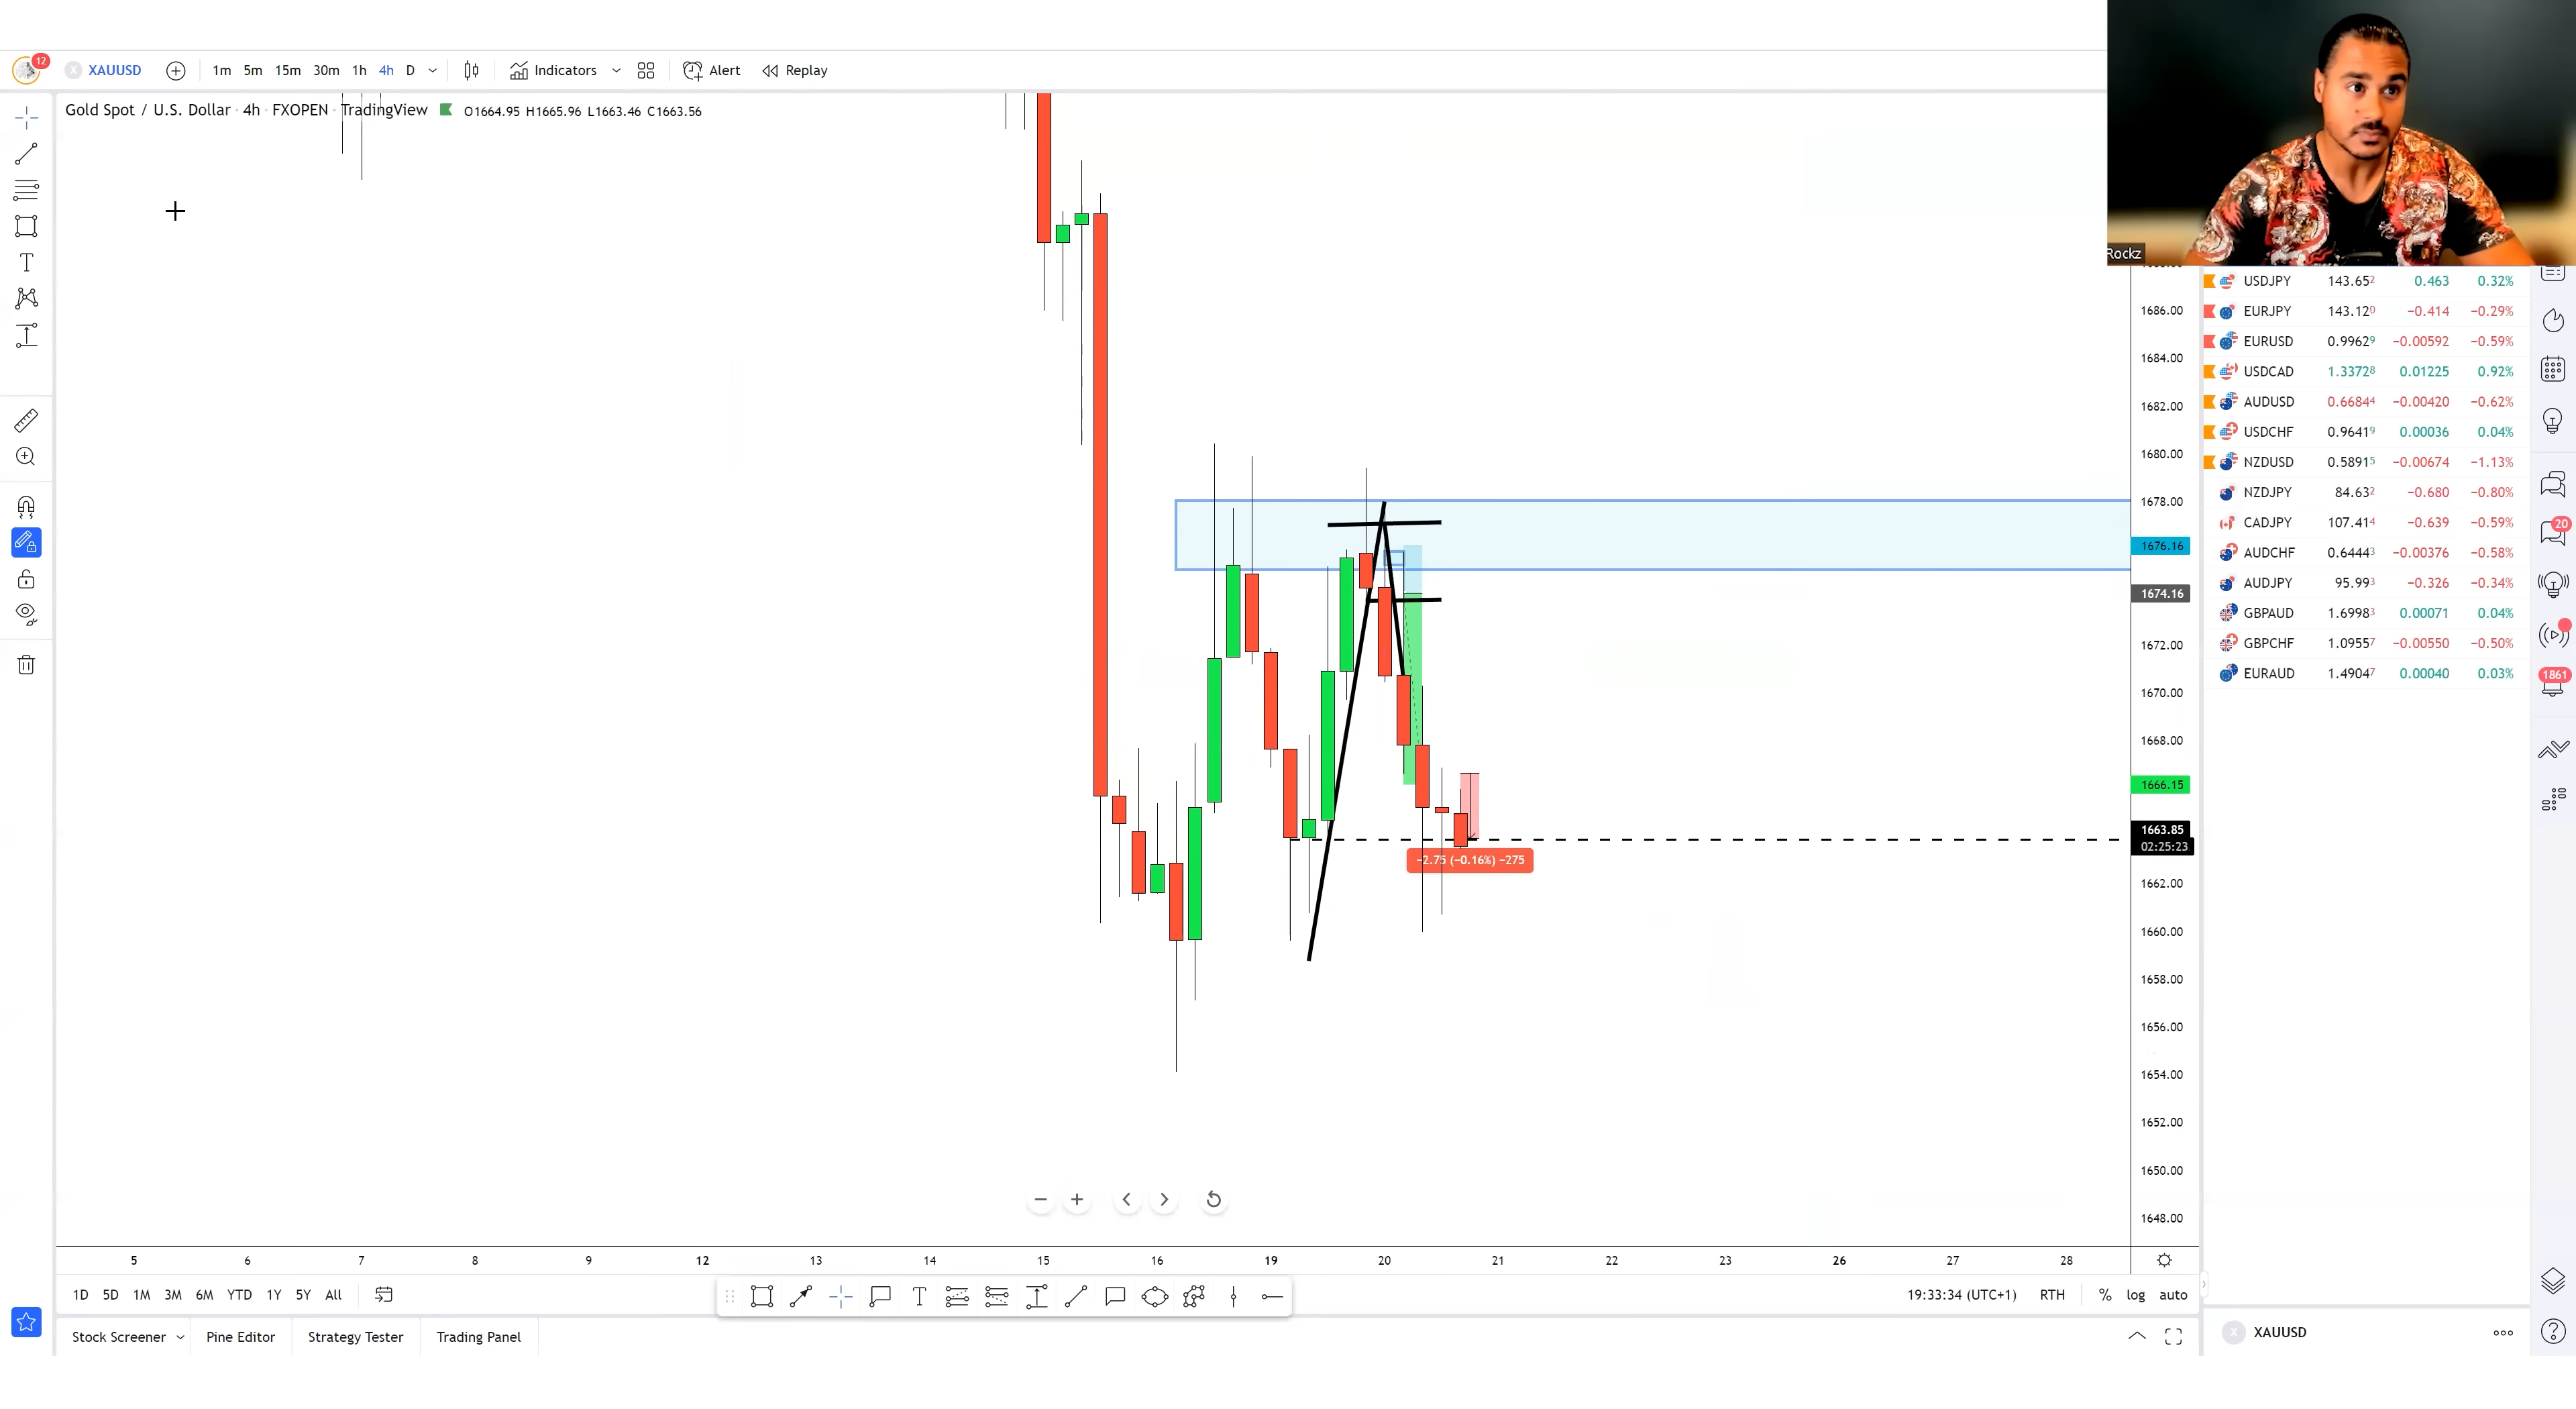 12
XAUUSD 1m 5m 15m 30m 1h 4h D Indicators Alert Replay
Gold Spot / U.S. Dollar · 4h · FXOPEN · TradingView O1664.95 H1665.96 L1663.46 C1663.56
Rockz
USDJPY 143.652 0.463 0.32%
EURJPY 143.120 −0.414 −0.29%
EURUSD 0.99629 −0.00592 −0.59%
USDCAD 1.33728 0.01225 0.92%
AUDUSD 0.66844 −0.00420 −0.62%
USDCHF 0.96419 0.00036 0.04%
NZDUSD 0.58915 −0.00674 −1.13%
NZDJPY 84.632 −0.680 −0.80%
CADJPY 107.414 −0.639 −0.59%
AUDCHF 0.64443 −0.00376 −0.58%
AUDJPY 95.993 −0.326 −0.34%
GBPAUD 1.69983 0.00071 0.04%
GBPCHF 1.09557 −0.00550 −0.50%
EURAUD 1.49047 0.00040 0.03%
20
1861
1686.00
1684.00
1682.00
1680.00
1678.00
1676.16
1674.16
1672.00
1670.00
1668.00
1666.15
1663.85
02:25:23
1662.00
1660.00
1658.00
1656.00
1654.00
1652.00
1650.00
1648.00
−2.75 (−0.16%) −275
5 6 7 8 9 12 13 14 15 16 19 20 21 22 23 26 27 28
1D 5D 1M 3M 6M YTD 1Y 5Y All T 19:33:34 (UTC+1) RTH % log auto
Stock Screener Pine Editor Strategy Tester Trading Panel
X XAUUSD